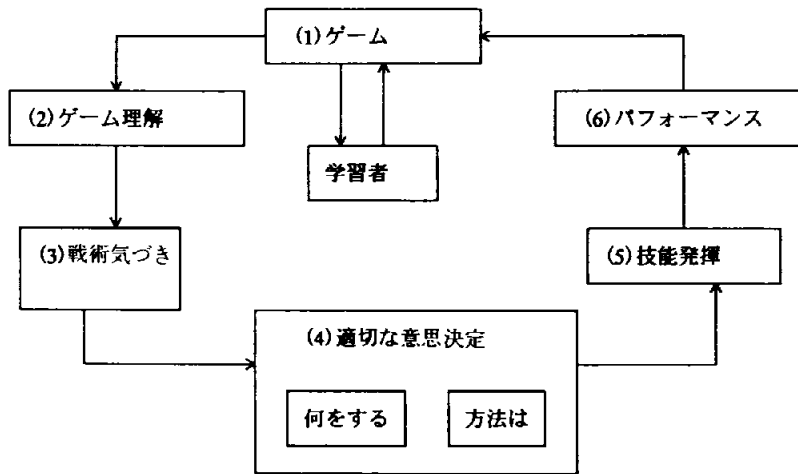 (1)ゲーム
(2)ゲーム理解
(6)パフォーマンス
学習者
(3)戦術気づき
(5)技能発揮
(4)適切な意思決定
何をする
方法は